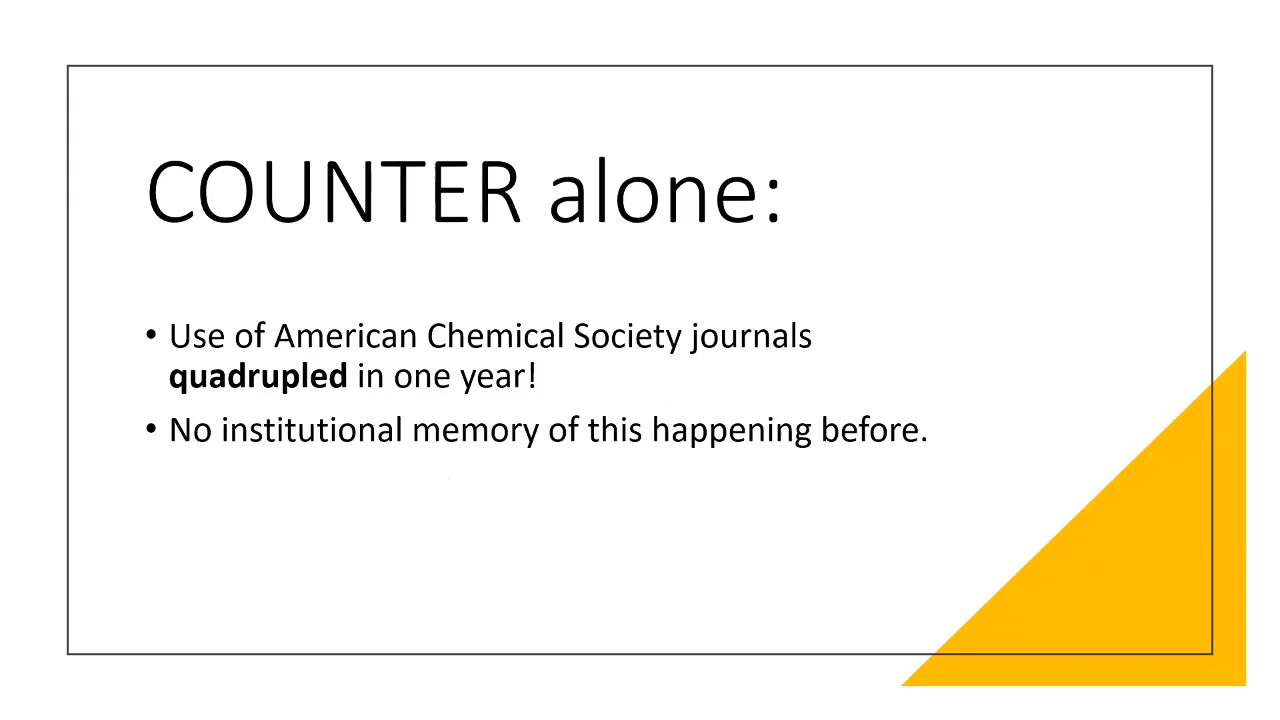 COUNTER alone:
• Use of American Chemical Society journals
quadrupled in one year!
• No institutional memory of this happening before.